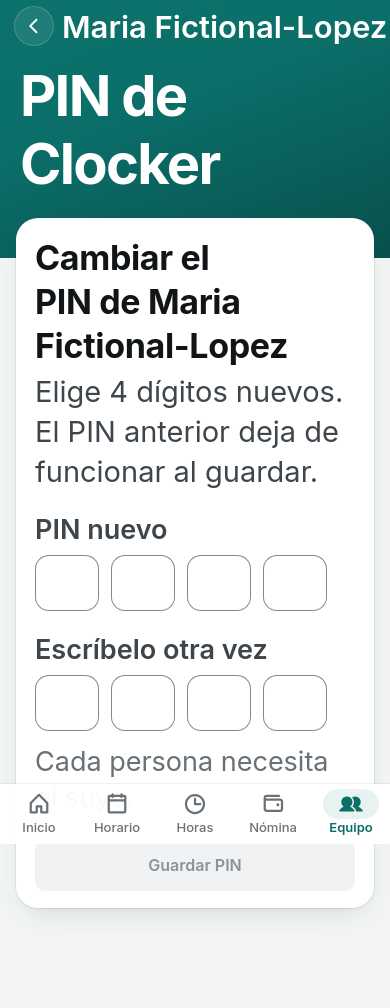 Maria Fictional-Lopez
PIN de
Clocker
Cambiar el
PIN de Maria
Fictional-Lopez
Elige 4 dígitos nuevos.
El PIN anterior deja de
funcionar al guardar.
PIN nuevo
Escríbelo otra vez
Cada persona necesita
Inicio
Horario
Horas
Nómina
Equipo
Guardar PIN